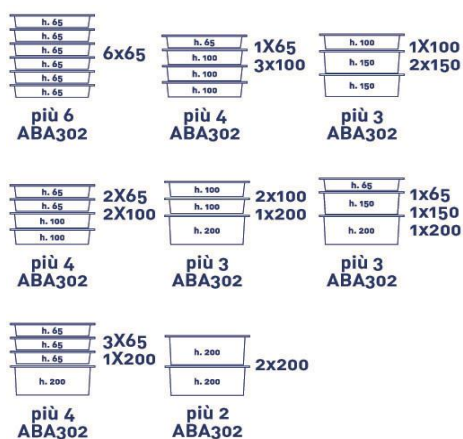 h. 65
h. 65
h. 65
h. 65
h. 65
h. 65
6x65
più 6
ABA302
h. 65
h. 100
h. 100
h. 100
1X65
3x100
più 4
ABA302
h. 100
h. 150
h. 150
1X100
2x150
più 3
ABA302
h. 65
h. 65
h. 100
h. 100
2X65
2X100
più 4
ABA302
h. 100
h. 100
h. 200
2x100
1x200
più 3
ABA302
h. 65
h. 150
h. 200
1x65
1x150
1x200
più 3
ABA302
h. 65
h. 65
h. 65
h. 200
3X65
1X200
più 4
ABA302
h. 200
h. 200
2x200
più 2
ABA302